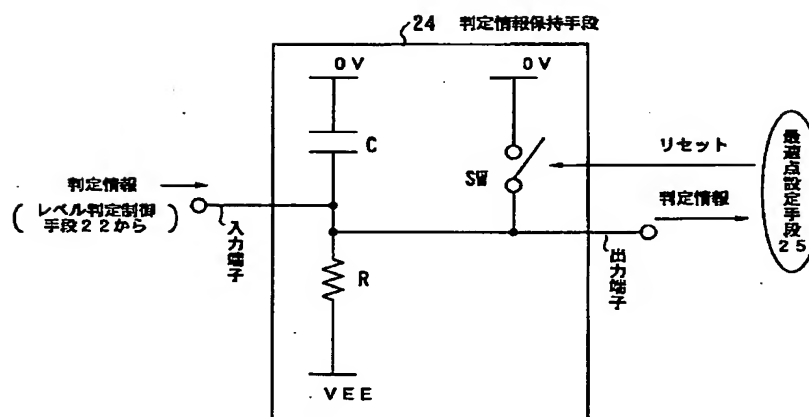 24 判定情報保持手段
0V
0V
C
リセット
SW
判定情報
(レベル判定制御
手段22から)
判定情報
入力端子
R
出力端子
VEE
最適点設定手段25